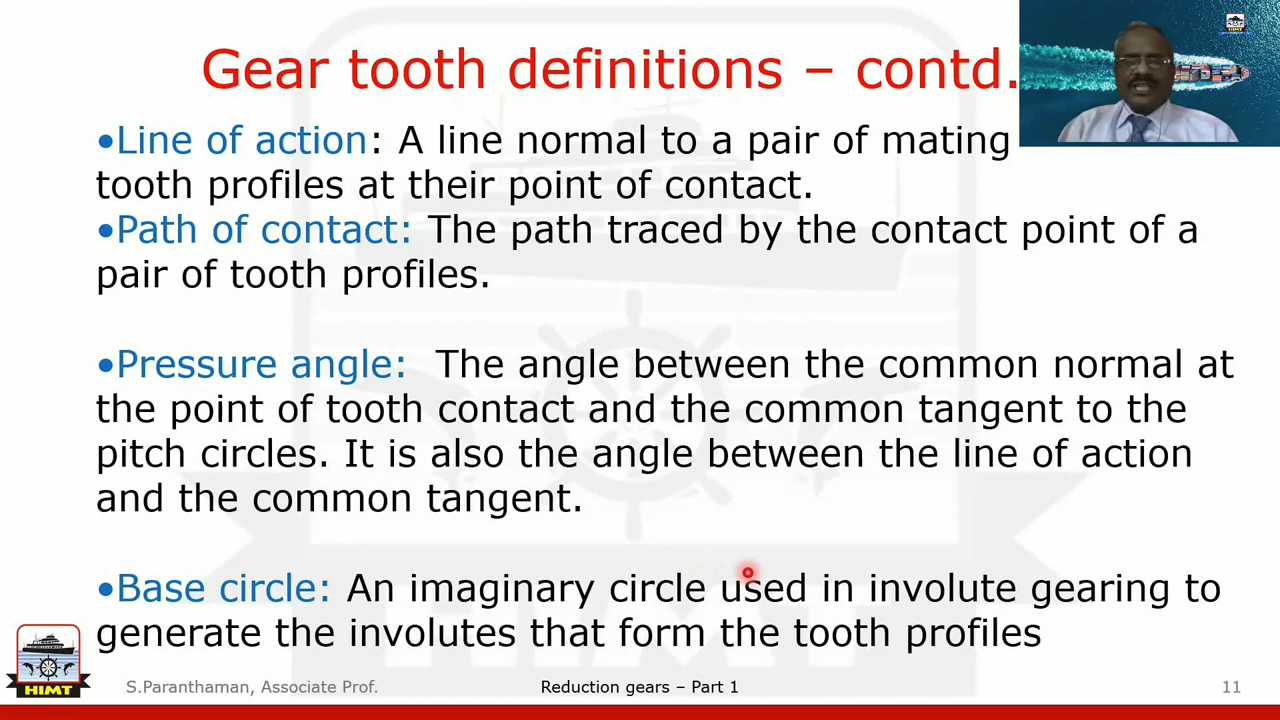 Gear tooth definitions – contd.
•Line of action: A line normal to a pair of mating
tooth profiles at their point of contact.
•Path of contact: The path traced by the contact point of a
pair of tooth profiles.
•Pressure angle: The angle between the common normal at
the point of tooth contact and the common tangent to the
pitch circles. It is also the angle between the line of action
and the common tangent.
•Base circle: An imaginary circle used in involute gearing to
generate the involutes that form the tooth profiles
HIMT
S.Paranthaman, Associate Prof.
Reduction gears – Part 1
11
HIMT